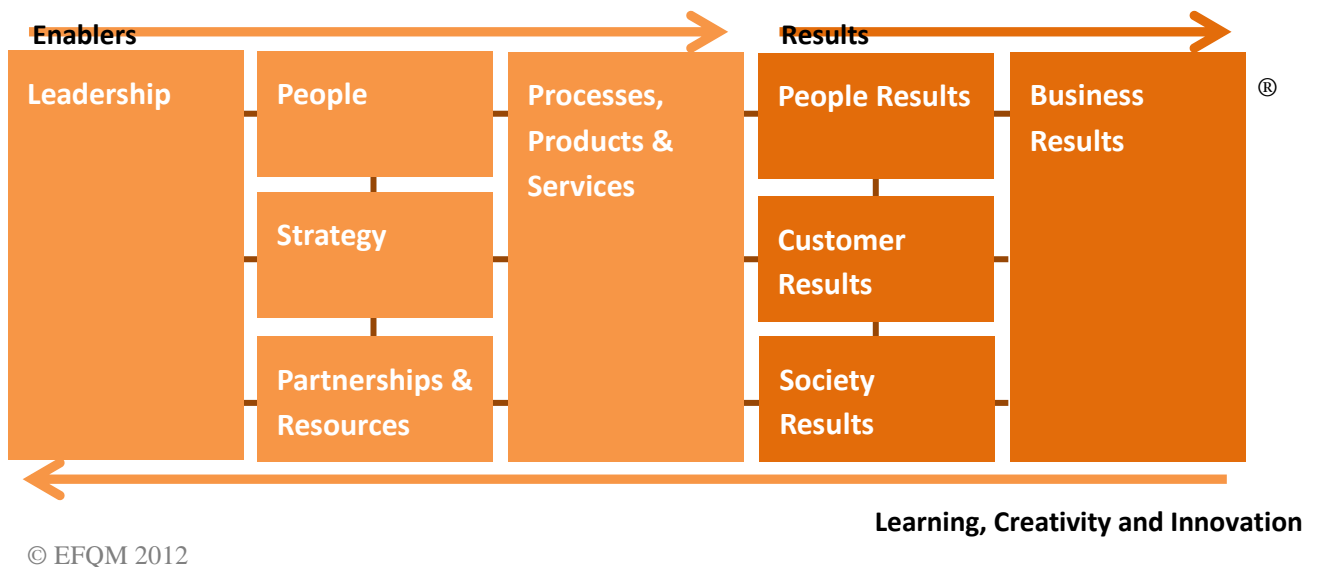 Enablers
Results
Leadership
People
Processes,
Products &
Services
People Results
Business
Results
®
Strategy
Customer
Results
Partnerships &
Resources
Society
Results
Learning, Creativity and Innovation
© EFQM 2012